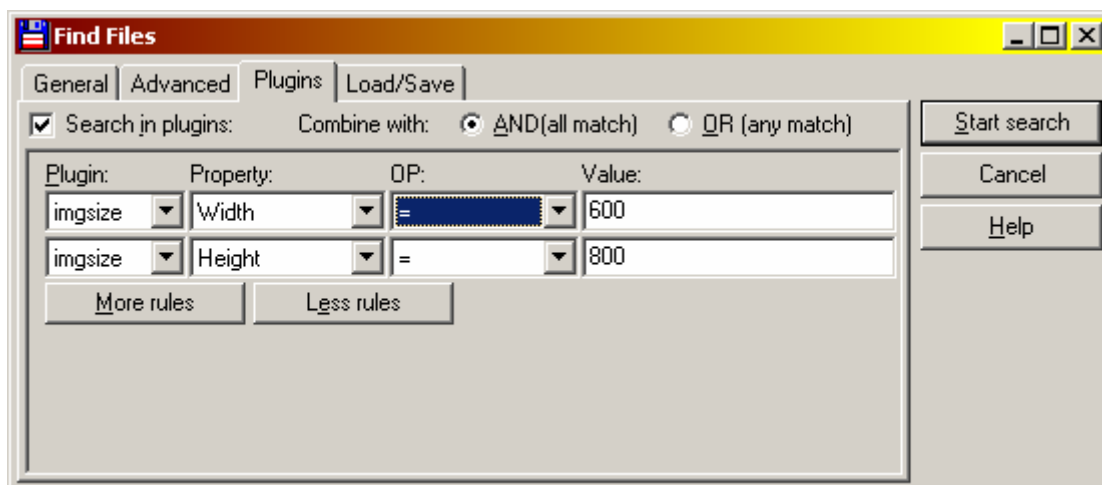 Find Files
General Advanced Plugins Load/Save
Search in plugins: Combine with: AND(all match) OR (any match) Start search
Plugin: Property: OP: Value: Cancel
imgsize Width = 600
Help
imgsize Height = 800
More rules Less rules